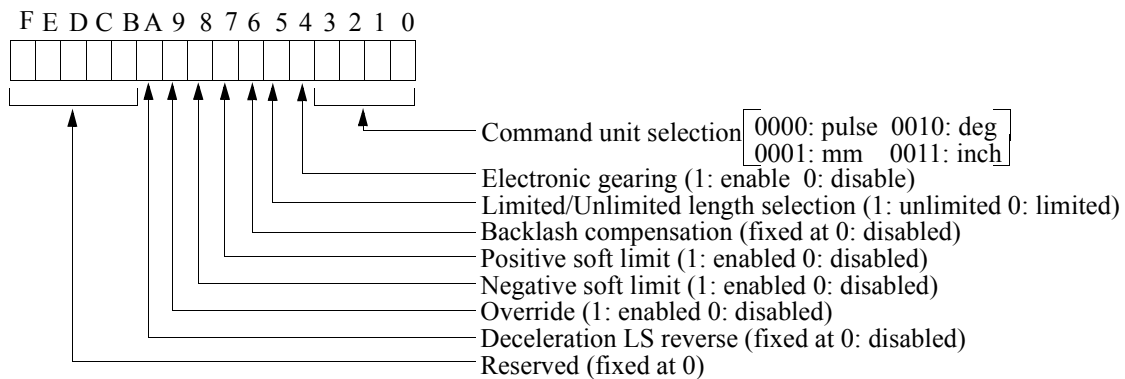 F E D C B A 9 8 7 6 5 4 3 2 1 0
Command unit selection 0000: pulse 0010: deg
0001: mm 0011: inch
Electronic gearing (1: enable 0: disable)
Limited/Unlimited length selection (1: unlimited 0: limited)
Backlash compensation (fixed at 0: disabled)
Positive soft limit (1: enabled 0: disabled)
Negative soft limit (1: enabled 0: disabled)
Override (1: enabled 0: disabled)
Deceleration LS reverse (fixed at 0: disabled)
Reserved (fixed at 0)